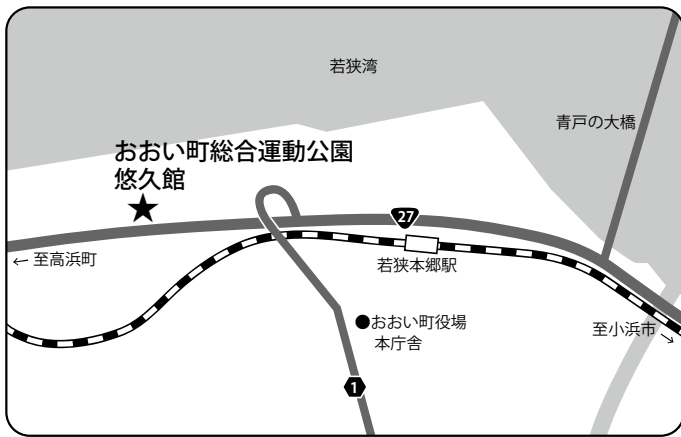 若狭湾
青戸の大橋
おおい町総合運動公園
悠久館
27
← 至高浜町
若狭本郷駅
●おおい町役場
本庁舎
至小浜市
→
1